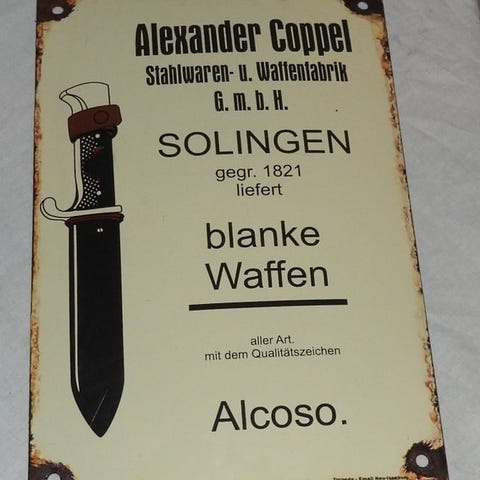 Alexander Coppel
Stahlwaren- u. Waffenfabrik
G. m. b. H.
SOLINGEN
gegr. 1821
liefert
blanke
Waffen
aller Art.
mit dem Qualitätszeichen
Alcoso.